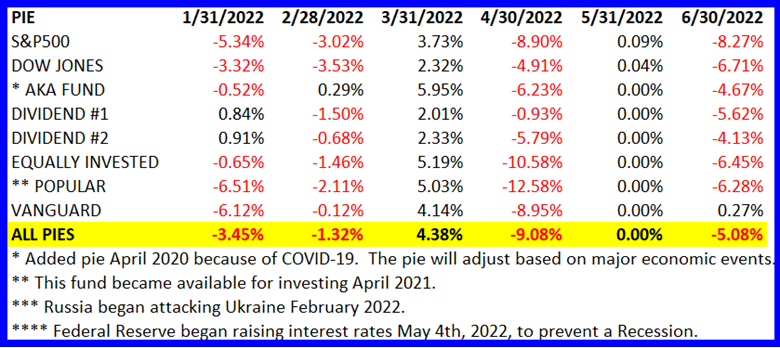 PIE 1/31/2022 2/28/2022 3/31/2022 4/30/2022 5/31/2022 6/30/2022
S&P500 -5.34% -3.02% 3.73% -8.90% 0.09% -8.27%
DOW JONES -3.32% -3.53% 2.32% -4.91% 0.04% -6.71%
* AKA FUND -0.52% 0.29% 5.95% -6.23% 0.00% -4.67%
DIVIDEND #1 0.84% -1.50% 2.01% -0.93% 0.00% -5.62%
DIVIDEND #2 0.91% -0.68% 2.33% -5.79% 0.00% -4.13%
EQUALLY INVESTED -0.65% -1.46% 5.19% -10.58% 0.00% -6.45%
** POPULAR -6.51% -2.11% 5.03% -12.58% 0.00% -6.28%
VANGUARD -6.12% -0.12% 4.14% -8.95% 0.00% 0.27%
ALL PIES -3.45% -1.32% 4.38% -9.08% 0.00% -5.08%
* Added pie April 2020 because of COVID-19. The pie will adjust based on major economic events.
** This fund became available for investing April 2021.
*** Russia began attacking Ukraine February 2022.
**** Federal Reserve began raising interest rates May 4th, 2022, to prevent a Recession.